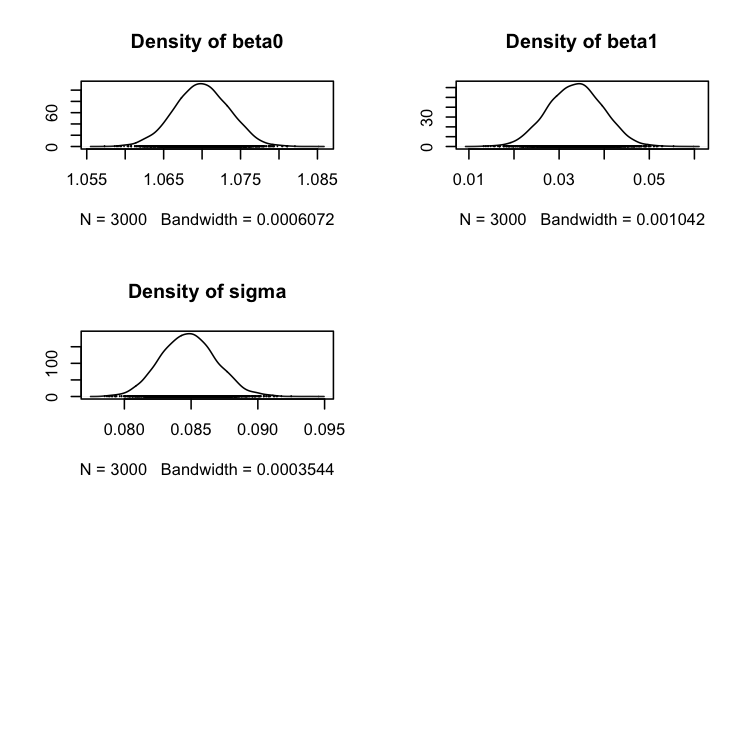 Density of beta0
60
0
1.055 1.065 1.075 1.085
N = 3000 Bandwidth = 0.0006072
Density of beta1
30
0
0.01 0.03 0.05
N = 3000 Bandwidth = 0.001042
Density of sigma
100
0
0.080 0.085 0.090 0.095
N = 3000 Bandwidth = 0.0003544